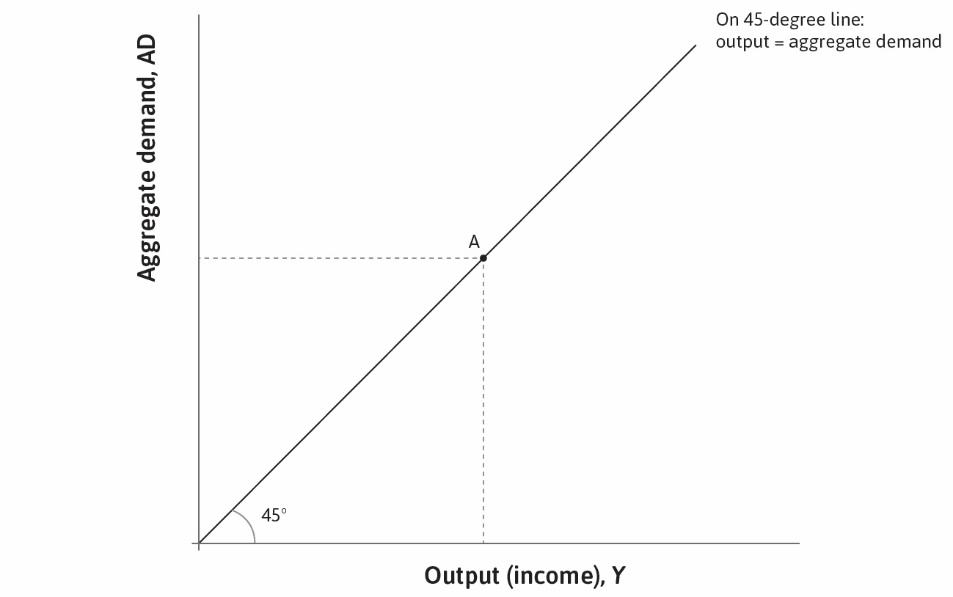 On 45-degree line:
output = aggregate demand
Aggregate demand, AD
A
45°
Output (income), Y